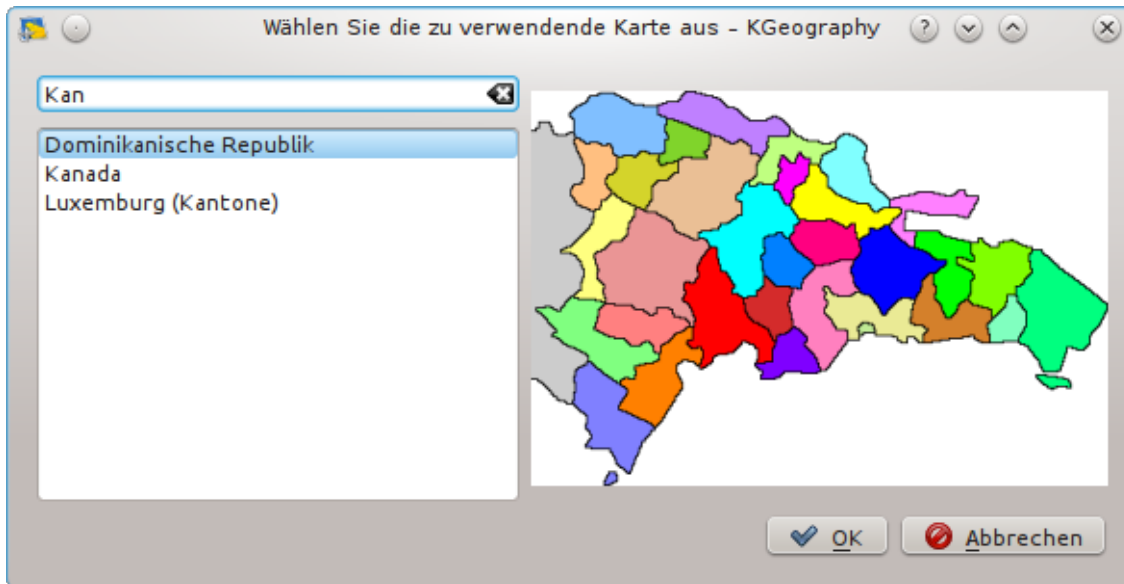 Wählen Sie die zu verwendende Karte aus – KGeography
Kan
Dominikanische Republik
Kanada
Luxemburg (Kantone)
OK
Abbrechen